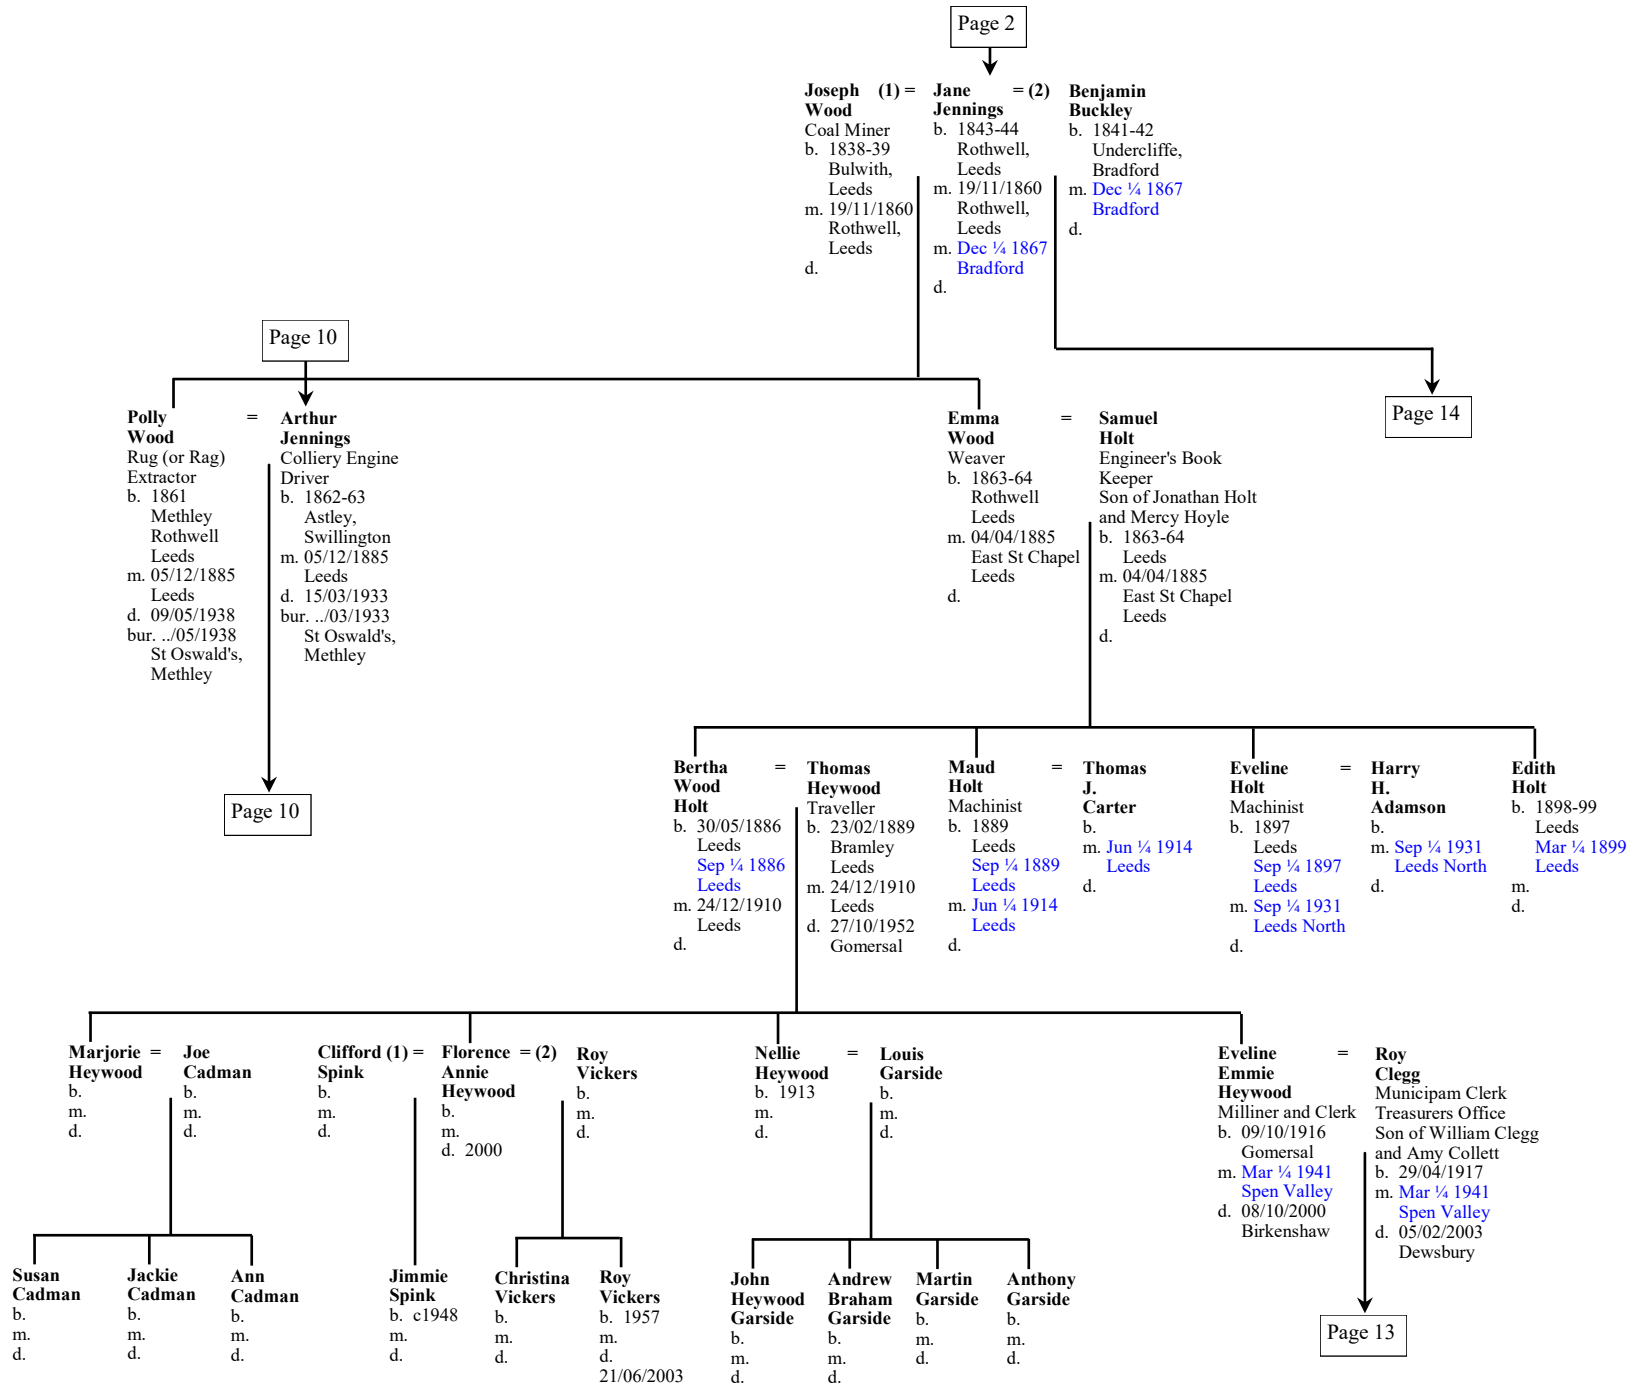 Page 2
Joseph (1) =
Wood
Coal Miner
b. 1838-39
Bulwith,
Leeds
m. 19/11/1860
Rothwell,
Leeds
d.
Jane = (2)
Jennings
b. 1843-44
Rothwell,
Leeds
m. 19/11/1860
Rothwell,
Leeds
m. Dec ¼ 1867
Bradford
d.
Benjamin
Buckley
b. 1841-42
Undercliffe,
Bradford
m. Dec ¼ 1867
Bradford
d.
Page 10
Page 14
Polly =
Wood
Rug (or Rag)
Extractor
b. 1861
Methley
Rothwell
Leeds
m. 05/12/1885
Leeds
d. 09/05/1938
bur. ../05/1938
St Oswald's,
Methley
Arthur
Jennings
Colliery Engine
Driver
b. 1862-63
Astley,
Swillington
m. 05/12/1885
Leeds
d. 15/03/1933
bur. ../03/1933
St Oswald's,
Methley
Emma =
Wood
Weaver
b. 1863-64
Rothwell
Leeds
m. 04/04/1885
East St Chapel
Leeds
d.
Samuel
Holt
Engineer's Book
Keeper
Son of Jonathan Holt
and Mercy Hoyle
b. 1863-64
Leeds
m. 04/04/1885
East St Chapel
Leeds
d.
Page 10
Bertha =
Wood
Holt
b. 30/05/1886
Leeds
Sep ¼ 1886
Leeds
m. 24/12/1910
Leeds
d.
Thomas
Heywood
Traveller
b. 23/02/1889
Bramley
Leeds
m. 24/12/1910
Leeds
d. 27/10/1952
Gomersal
Maud =
Holt
Machinist
b. 1889
Leeds
Sep ¼ 1889
Leeds
m. Jun ¼ 1914
Leeds
d.
Thomas
J.
Carter
b.
m. Jun ¼ 1914
Leeds
d.
Eveline =
Holt
Machinist
b. 1897
Leeds
Sep ¼ 1897
Leeds
m. Sep ¼ 1931
Leeds North
d.
Harry
H.
Adamson
b.
m. Sep ¼ 1931
Leeds North
d.
Edith
Holt
b. 1898-99
Leeds
Mar ¼ 1899
Leeds
m.
d.
Marjorie =
Heywood
b.
m.
d.
Joe
Cadman
b.
m.
d.
Clifford (1) =
Spink
b.
m.
d.
Florence = (2)
Annie
Heywood
b.
m.
d. 2000
Roy
Vickers
b.
m.
d.
Nellie =
Heywood
b. 1913
m.
d.
Louis
Garside
b.
m.
d.
Eveline =
Emmie
Heywood
Milliner and Clerk
b. 09/10/1916
Gomersal
m. Mar ¼ 1941
Spen Valley
d. 08/10/2000
Birkenshaw
Roy
Clegg
Municipam Clerk
Treasurers Office
Son of William Clegg
and Amy Collett
b. 29/04/1917
m. Mar ¼ 1941
Spen Valley
d. 05/02/2003
Dewsbury
Susan
Cadman
b.
m.
d.
Jackie
Cadman
b.
m.
d.
Ann
Cadman
b.
m.
d.
Jimmie
Spink
b. c1948
m.
d.
Christina
Vickers
b.
m.
d.
Roy
Vickers
b. 1957
m.
d.
21/06/2003
John
Heywood
Garside
b.
m.
d.
Andrew
Braham
Garside
b.
m.
d.
Martin
Garside
b.
m.
d.
Anthony
Garside
b.
m.
d.
Page 13